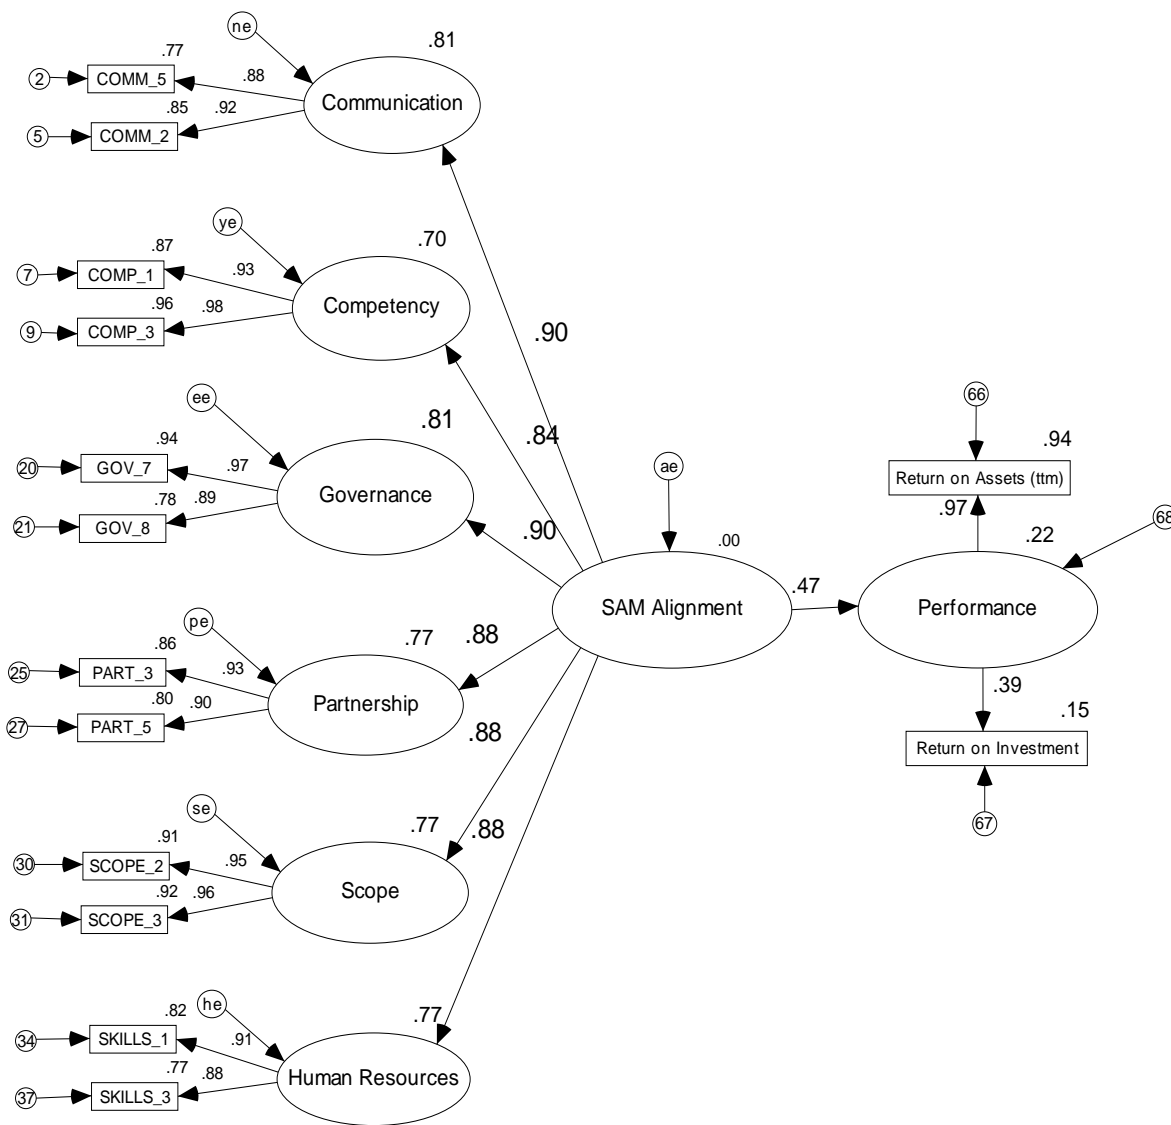 ne
.81
.77
2
COMM_5
.88
Communication
.85
.92
5
COMM_2
ye
.70
.87
7
COMP_1
.93
Competency
.96
.98
9
COMP_3
.90
ee
.81
.84
.94
20
GOV_7
.97
Governance
.78
.89
21
GOV_8
.90
ae
66
.94
Return on Assets (ttm)
.97
68
.22
.00
SAM Alignment
.47
Performance
pe
.77
.88
.86
25
PART_3
.93
Partnership
.80
.90
27
PART_5
.88
.39
.15
Return on Investment
67
se
.77
.88
.91
30
SCOPE_2
.95
Scope
.92
.96
31
SCOPE_3
he
.77
.82
34
SKILLS_1
.91
Human Resources
.77
.88
37
SKILLS_3